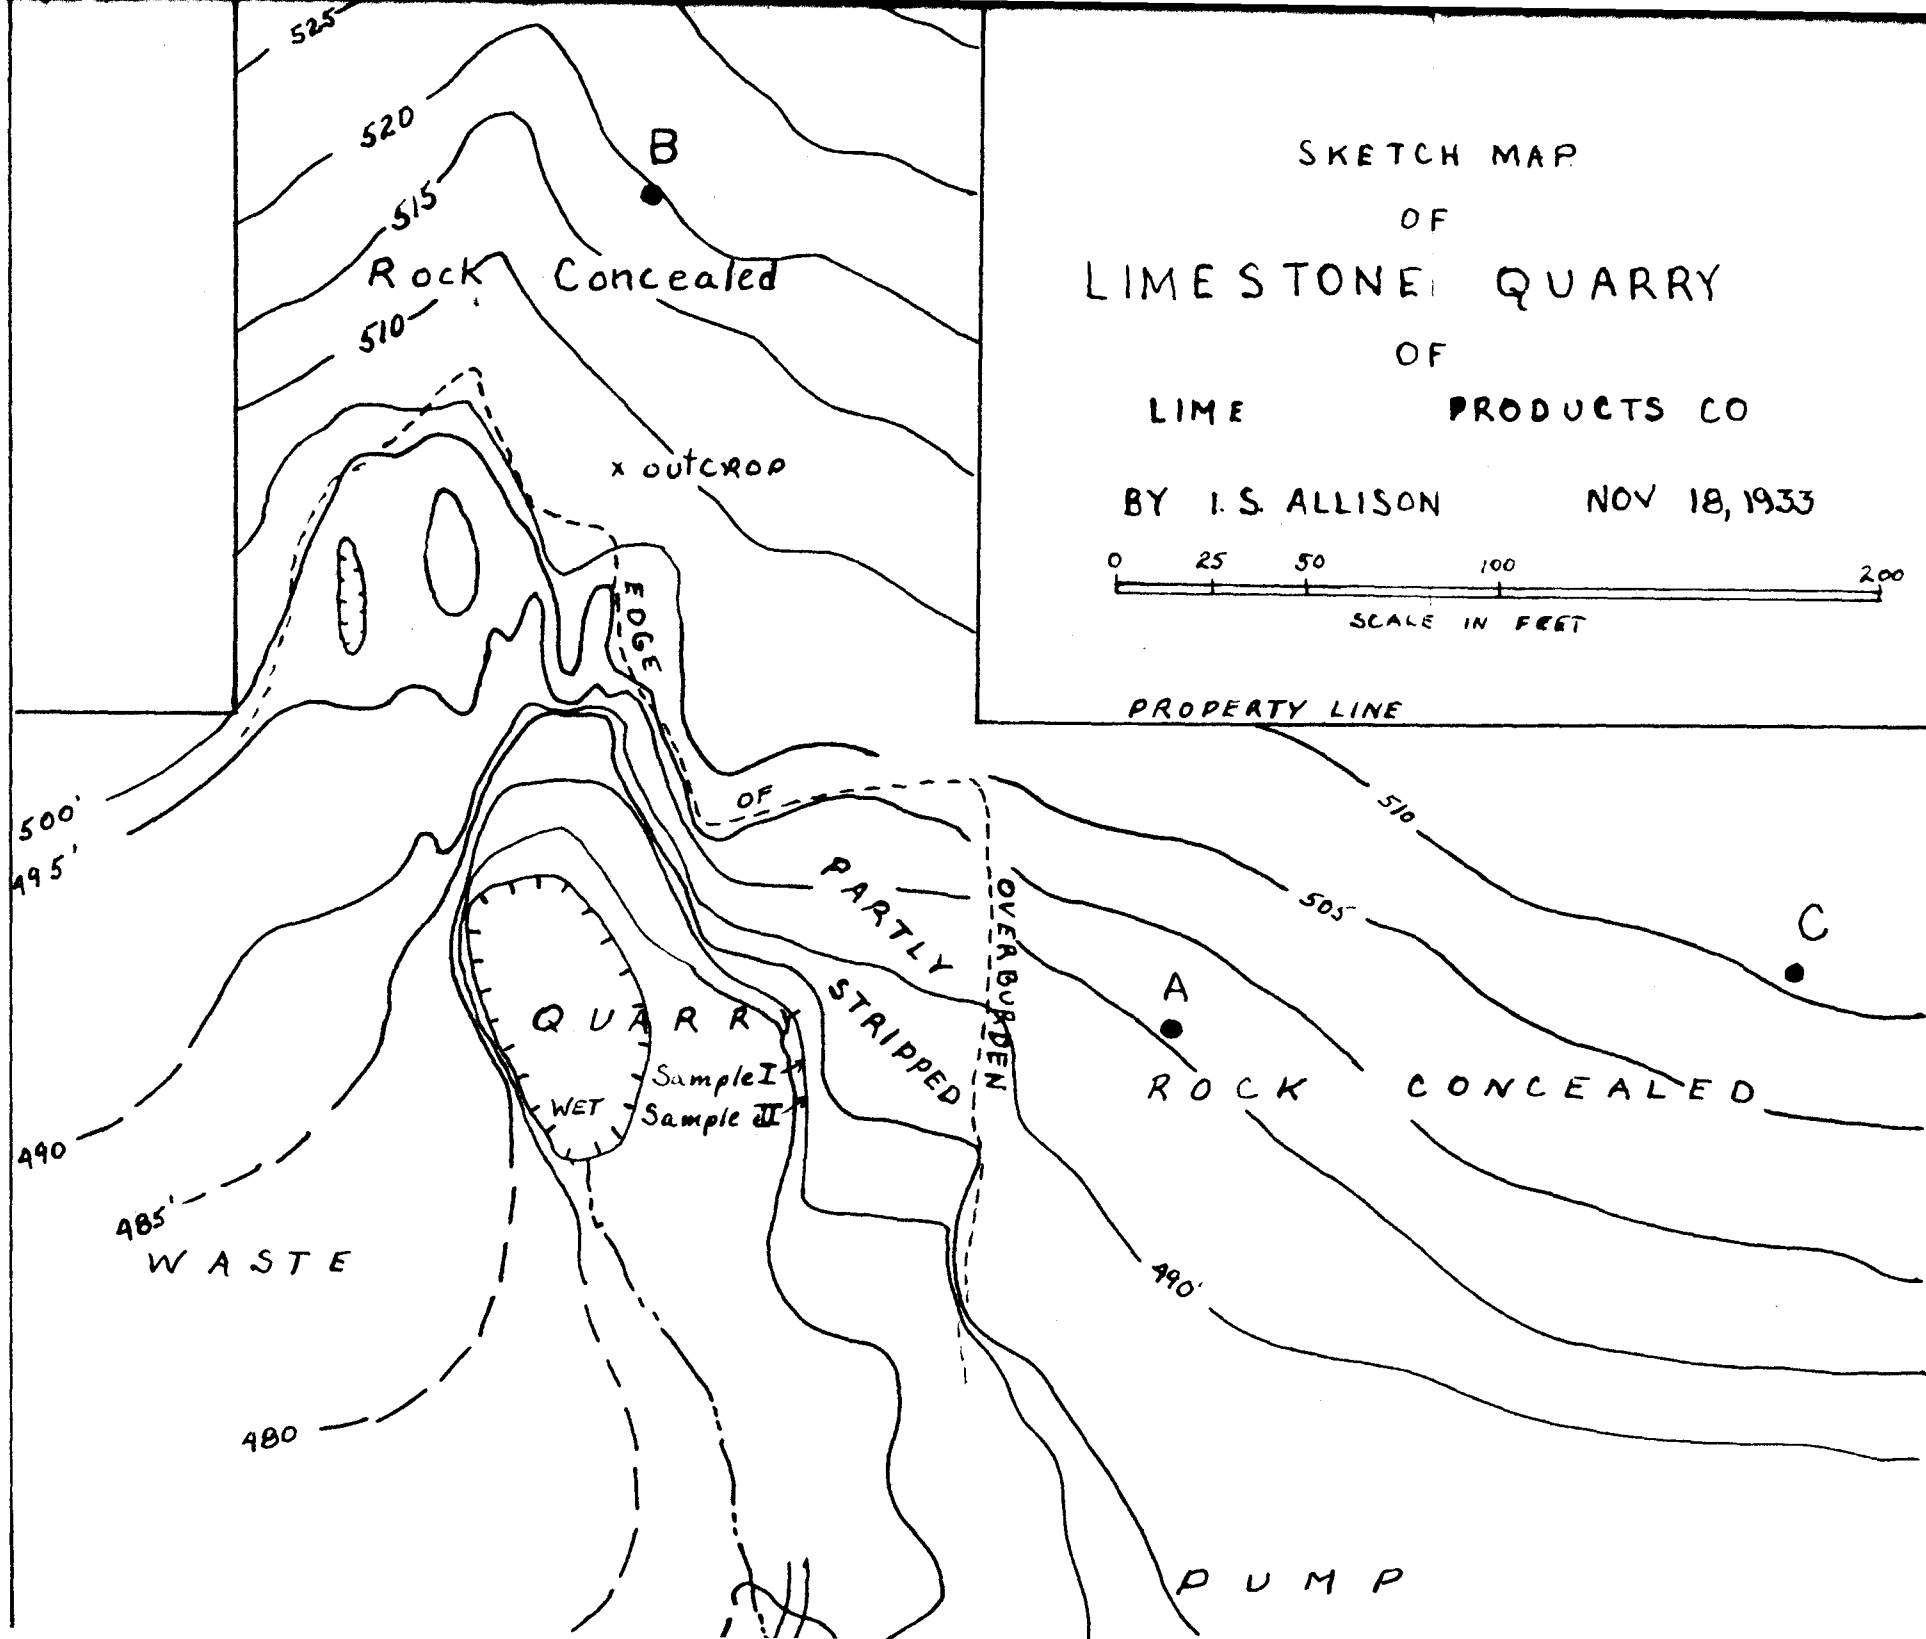 525
520
B
515
Rock Concealed
510
x OUTCROP
SKETCH MAP
OF
LIMESTONE QUARRY
OF
LIME PRODUCTS CO
BY I. S. ALLISON NOV 18, 1933
0 25 50 100 200
SCALE IN FEET
PROPERTY LINE
EDGE OF OVERBURDEN
500'
495'
510
505
PARTLY
STRIPPED
C
A
ROCK CONCEALED
QUARRY
Sample I
Sample II
WET
490
485'
WASTE
480
490'
PUMP